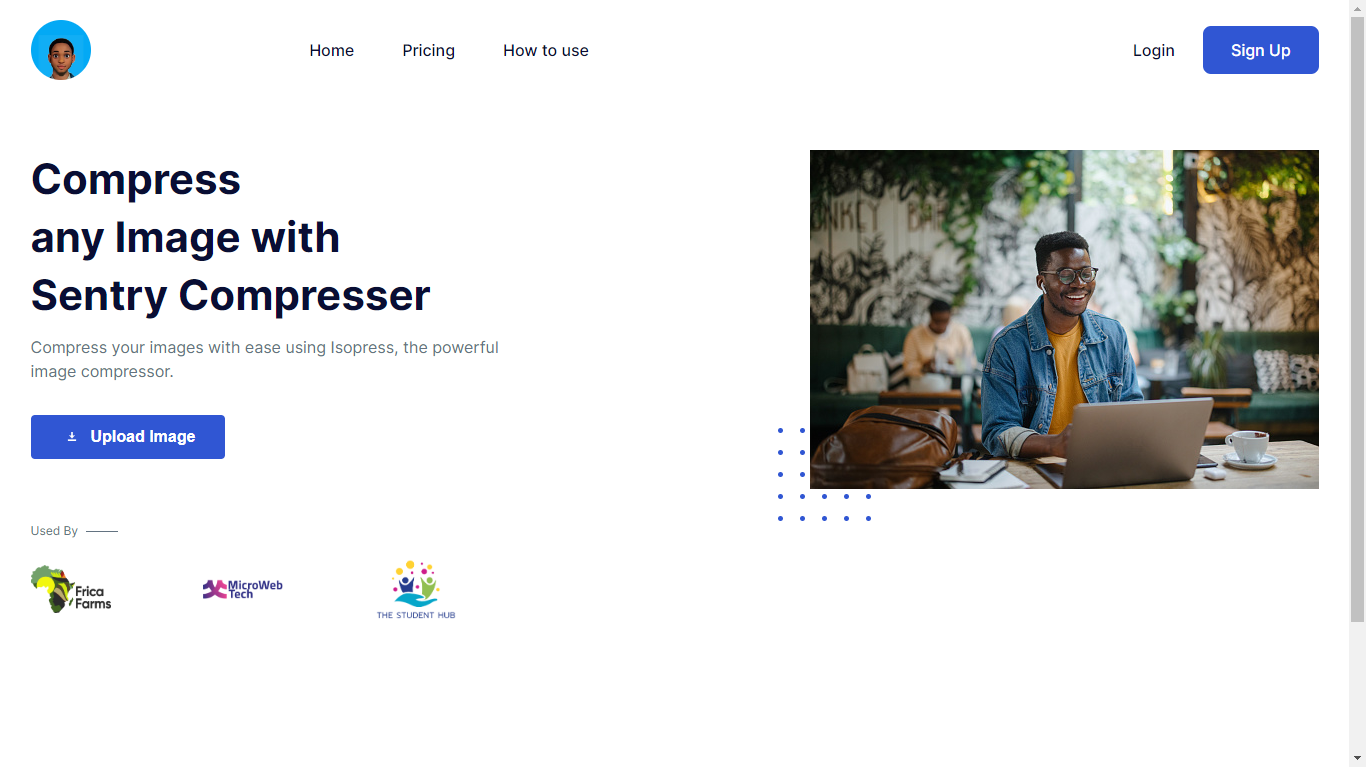 Home
Pricing
How to use
Login
Sign Up
Compress
any Image with
Sentry Compresser
Compress your images with ease using Isopress, the powerful
image compressor.
Upload Image
Used By
Frica
Farms
MicroWeb
Tech
THE STUDENT HUB